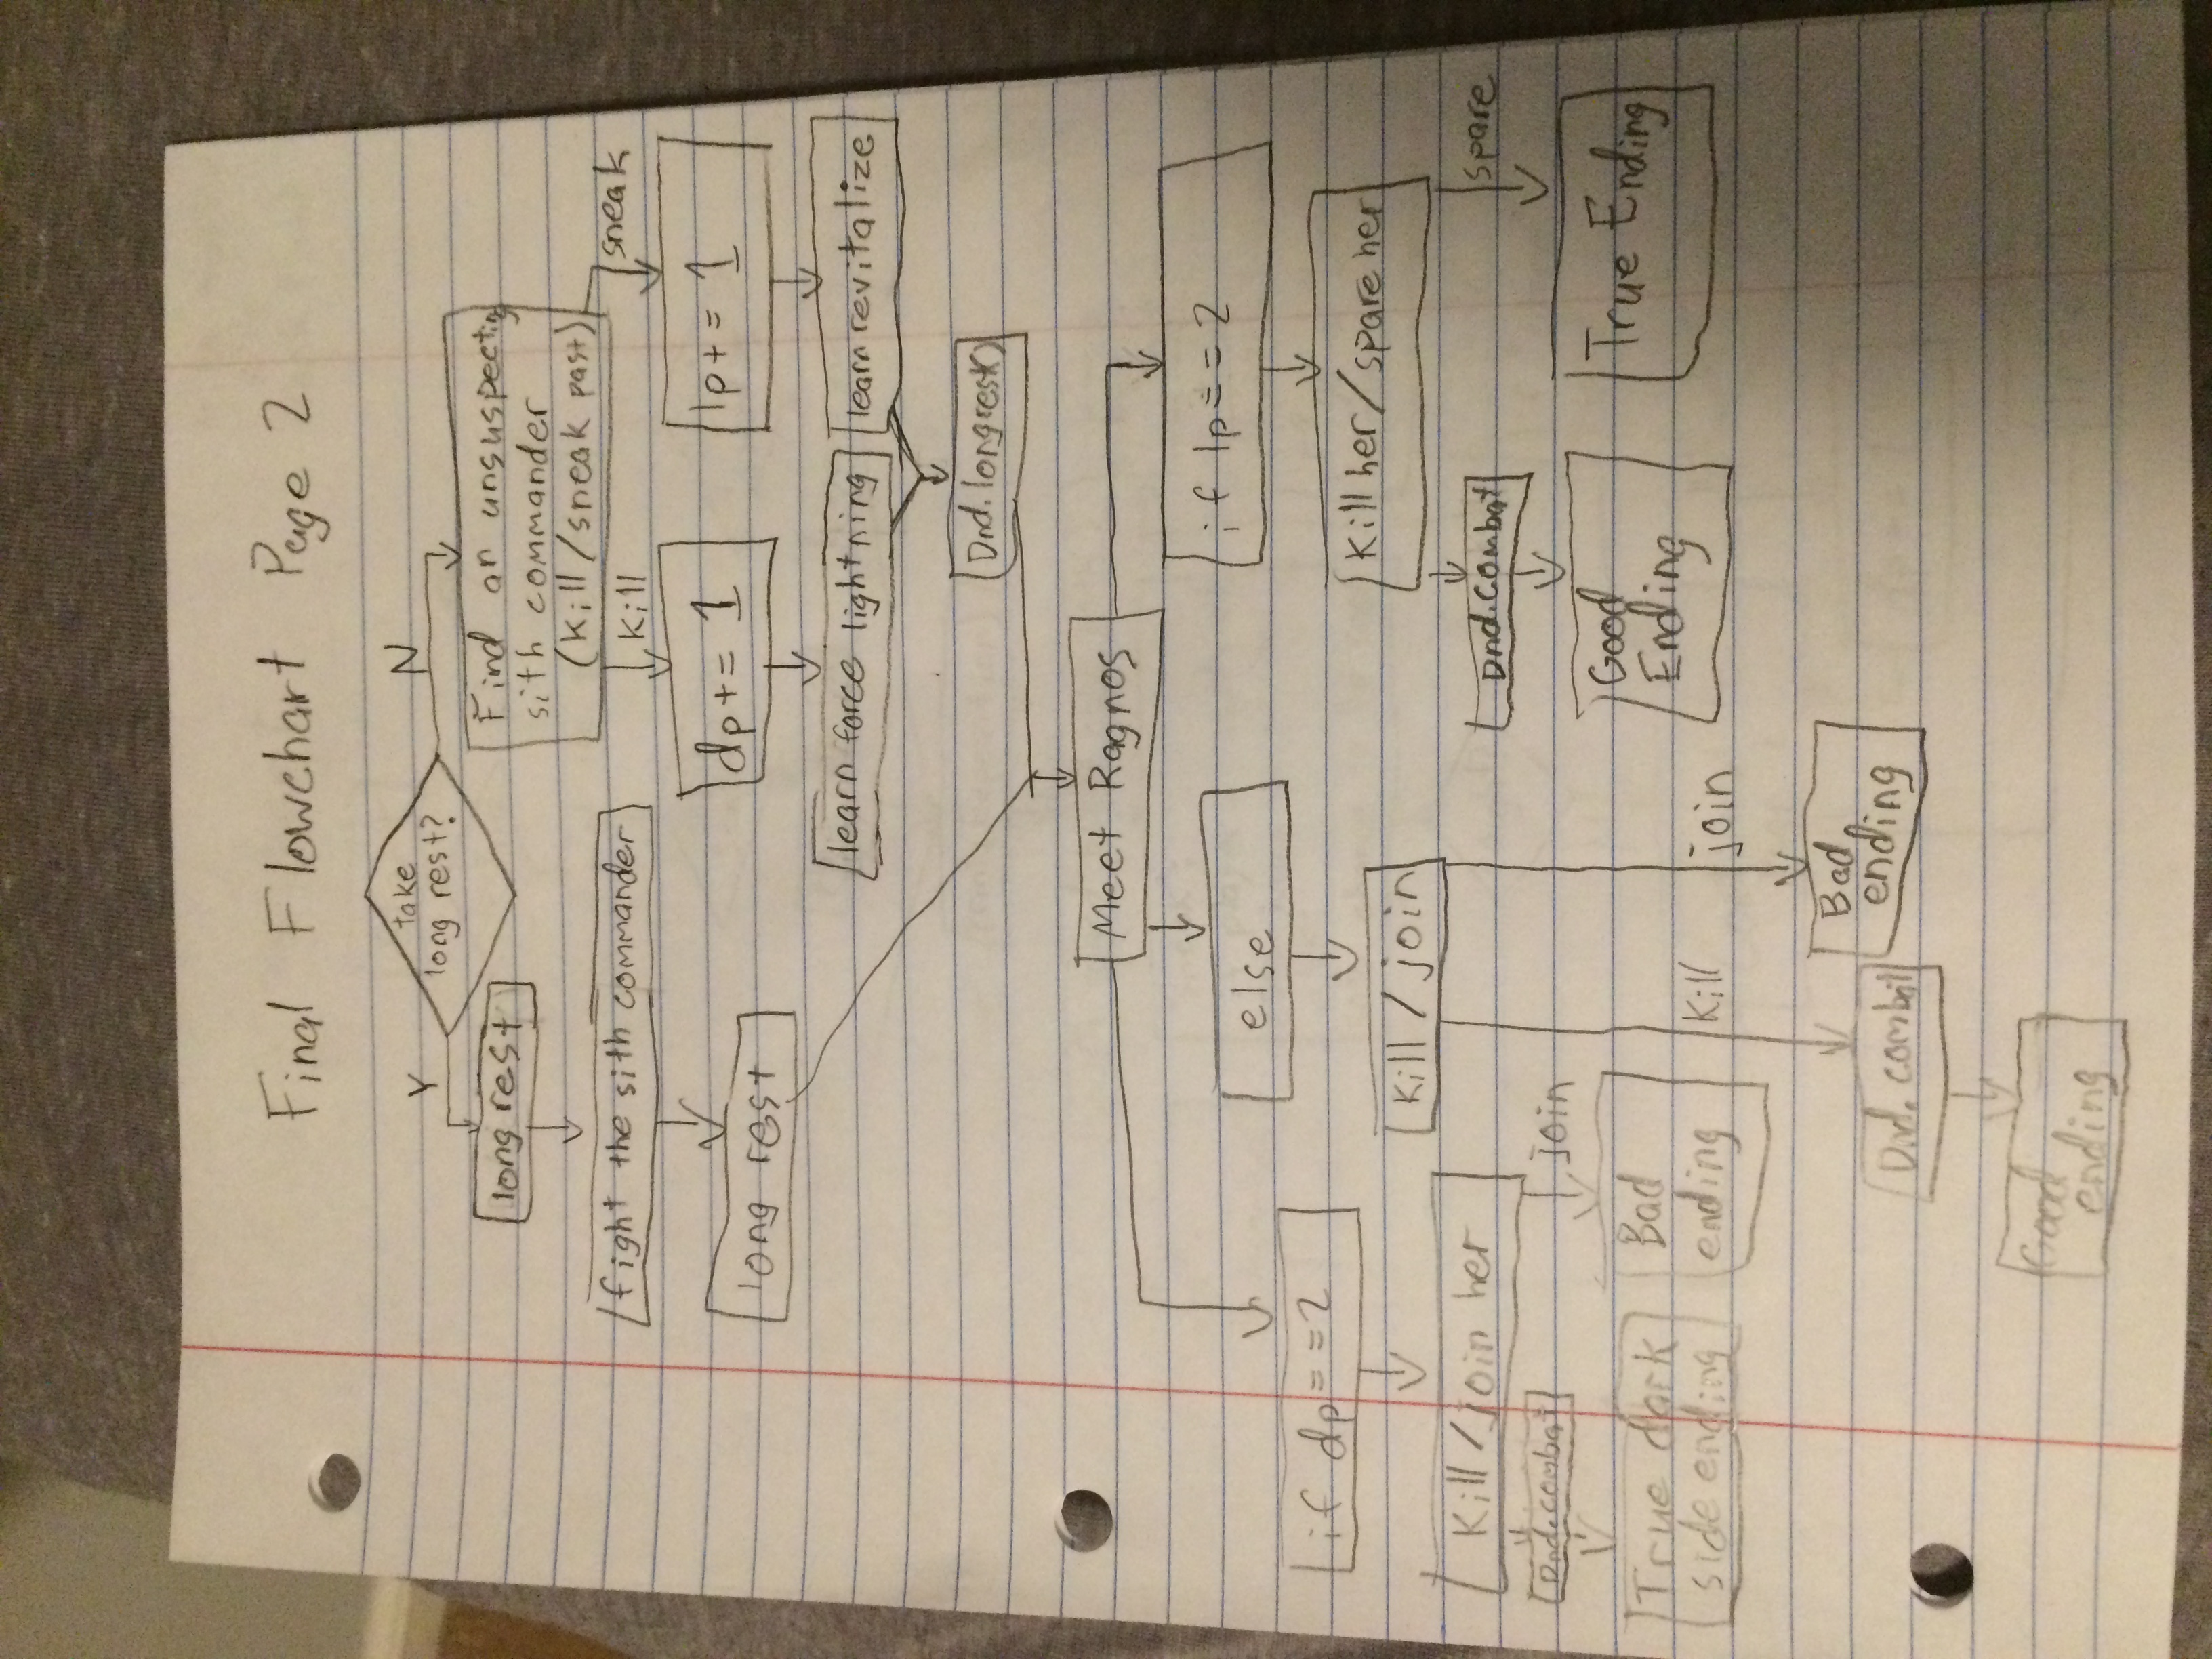 Final Flowchart Page 2
take
long rest?
Y
N
long rest
Find an unsuspecting
sith commander
(Kill/sneak past)
fight the sith commander
Kill
sneak
long rest
dp += 1
lp += 1
learn force lightning
learn revitalize
Dnd.longrest()
Meet Ragnos
if dp==2
else
if lp==2
Kill/join her
Kill/join
Kill her/spare her
Dnd.combat
join
Dnd.combat
spare
True dark
side ending
Bad
ending
Kill
join
Good
Ending
True Ending
Dnd.combat
Bad
ending
Good
ending